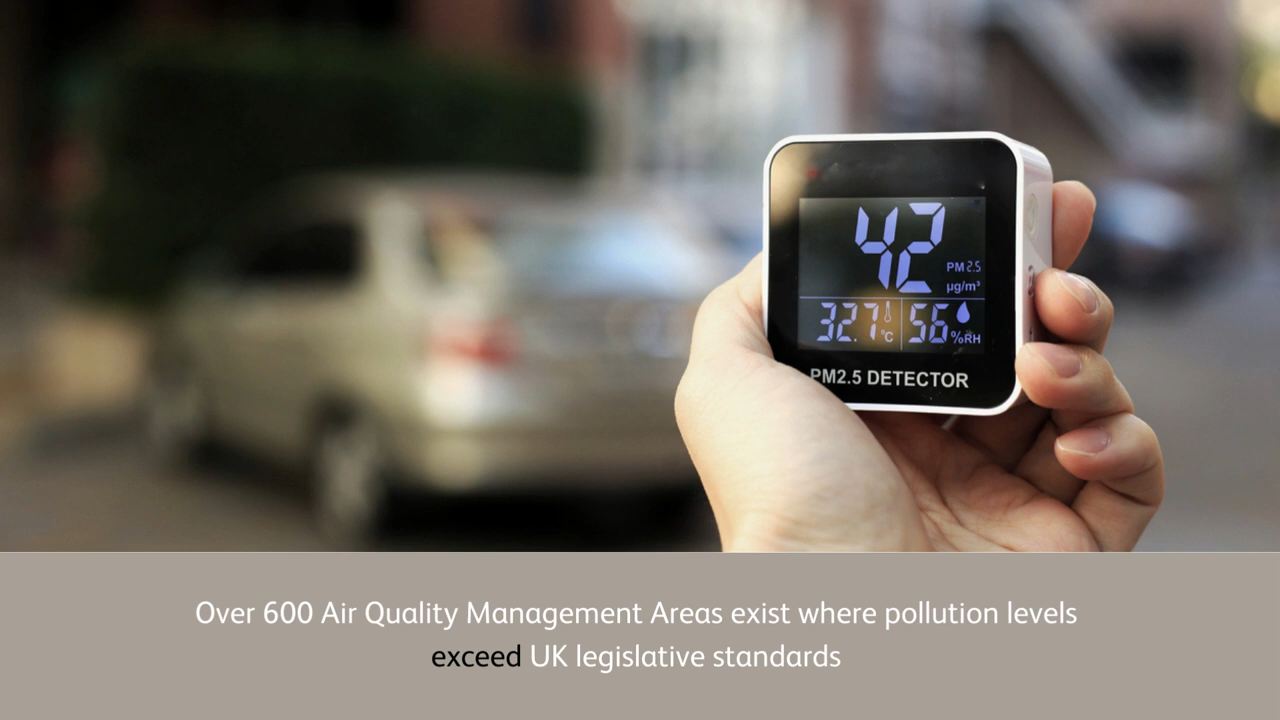 42
PM2.5
µg/m³
32.7°C 56%RH
PM2.5 DETECTOR
Over 600 Air Quality Management Areas exist where pollution levels
exceed UK legislative standards